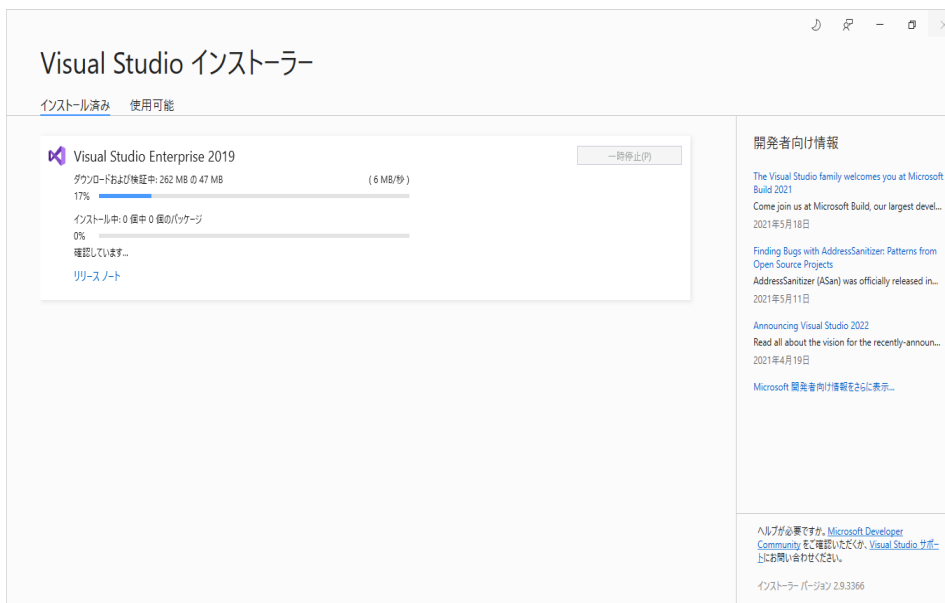 Visual Studio インストーラー
インストール済み 使用可能
Visual Studio Enterprise 2019
一時停止(P)
ダウンロードおよび検証中: 262 MB の 47 MB
( 6 MB/秒 )
17%
インストール中: 0 個中 0 個のパッケージ
0%
確認しています...
リリース ノート
開発者向け情報
The Visual Studio family welcomes you at Microsoft
Build 2021
Come join us at Microsoft Build, our largest devel...
2021年5月18日
Finding Bugs with AddressSanitizer: Patterns from
Open Source Projects
AddressSanitizer (ASan) was officially released in...
2021年5月11日
Announcing Visual Studio 2022
Read all about the vision for the recently-announ...
2021年4月19日
Microsoft 開発者向け情報をさらに表示...
ヘルプが必要ですか。Microsoft Developer
Community をご確認いただくか、Visual Studio サポー
トにお問い合わせください。
インストーラー バージョン 2.9.3366